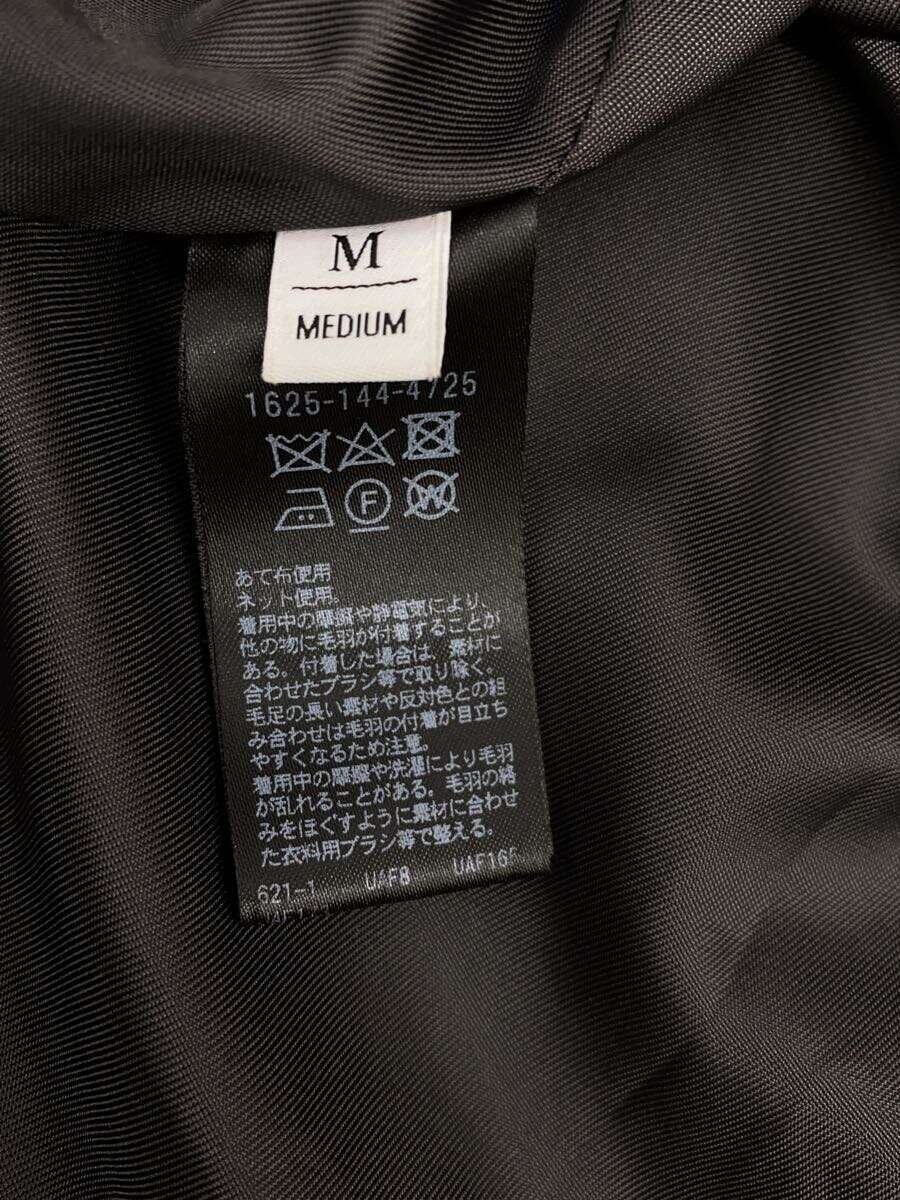 M
MEDIUM
1625-144-4725
F
W
あて布使用
ネット使用。
着用中の摩擦や静電気により、
他の物に毛羽が付着することが
ある。付着した場合は、素材に
合わせたブラシ等で取り除く。
毛足の長い素材や反対色との組
み合わせは毛羽の付着が目立ち
やすくなるため注意。
着用中の摩擦や洗濯により毛羽
が乱れることがある。毛羽の絡
みをほぐすように素材に合わせ
た衣料用ブラシ等で整える。
621-1 UAF8